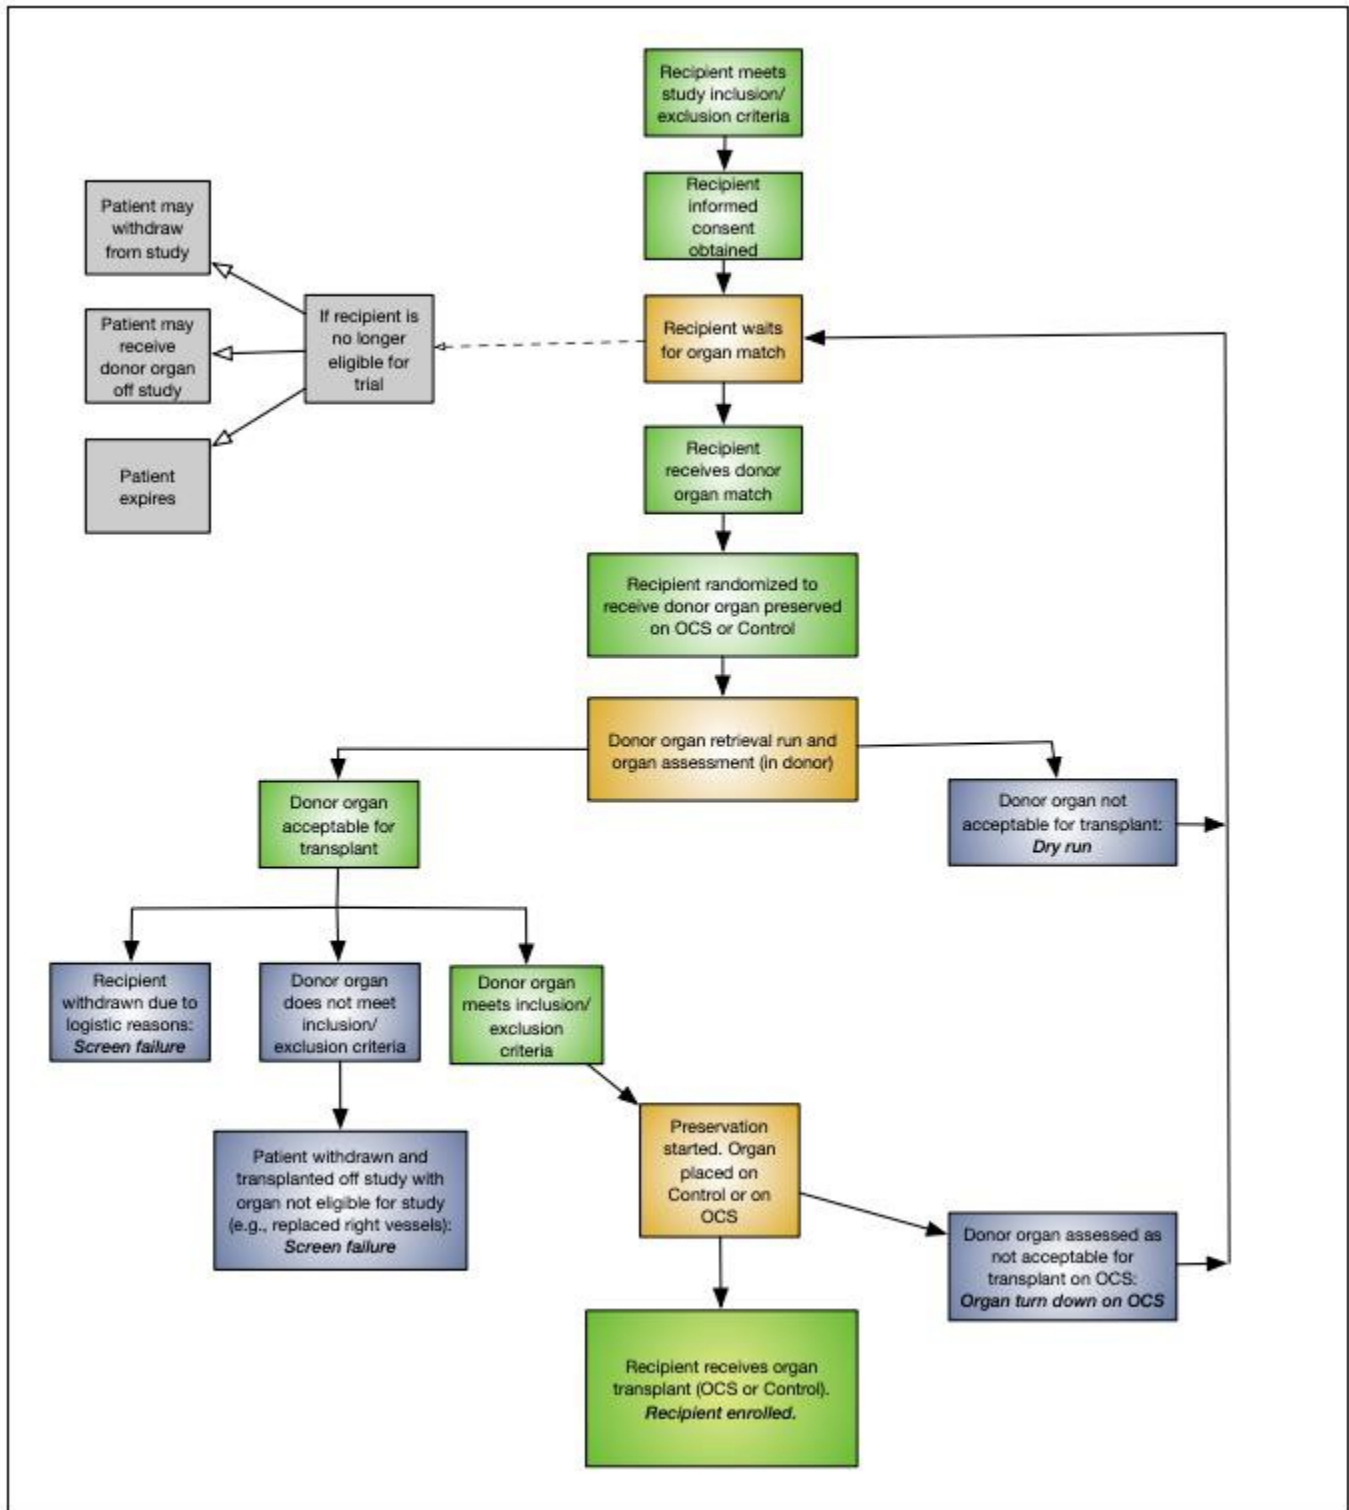 Recipient meets
study inclusion/
exclusion criteria
Recipient
informed
consent
obtained
Patient may
withdraw
from study
If recipient is
no longer
eligible for
trial
Recipient waits
for organ match
Patient may
receive
donor organ
off study
Patient
expires
Recipient
receives donor
organ match
Recipient randomized to
receive donor organ preserved
on OCS or Control
Donor organ retrieval run and
organ assessment (in donor)
Donor organ
acceptable for
transplant
Donor organ not
acceptable for transplant:
Dry run
Recipient
withdrawn due to
logistic reasons:
Screen failure
Donor organ
does not meet
inclusion/
exclusion criteria
Donor organ
meets inclusion/
exclusion
criteria
Patient withdrawn and
transplanted off study with
organ not eligible for study
(e.g., replaced right vessels):
Screen failure
Preservation
started. Organ
placed on
Control or on
OCS
Donor organ assessed as
not acceptable for
transplant on OCS:
Organ turn down on OCS
Recipient receives organ
transplant (OCS or Control).
Recipient enrolled.